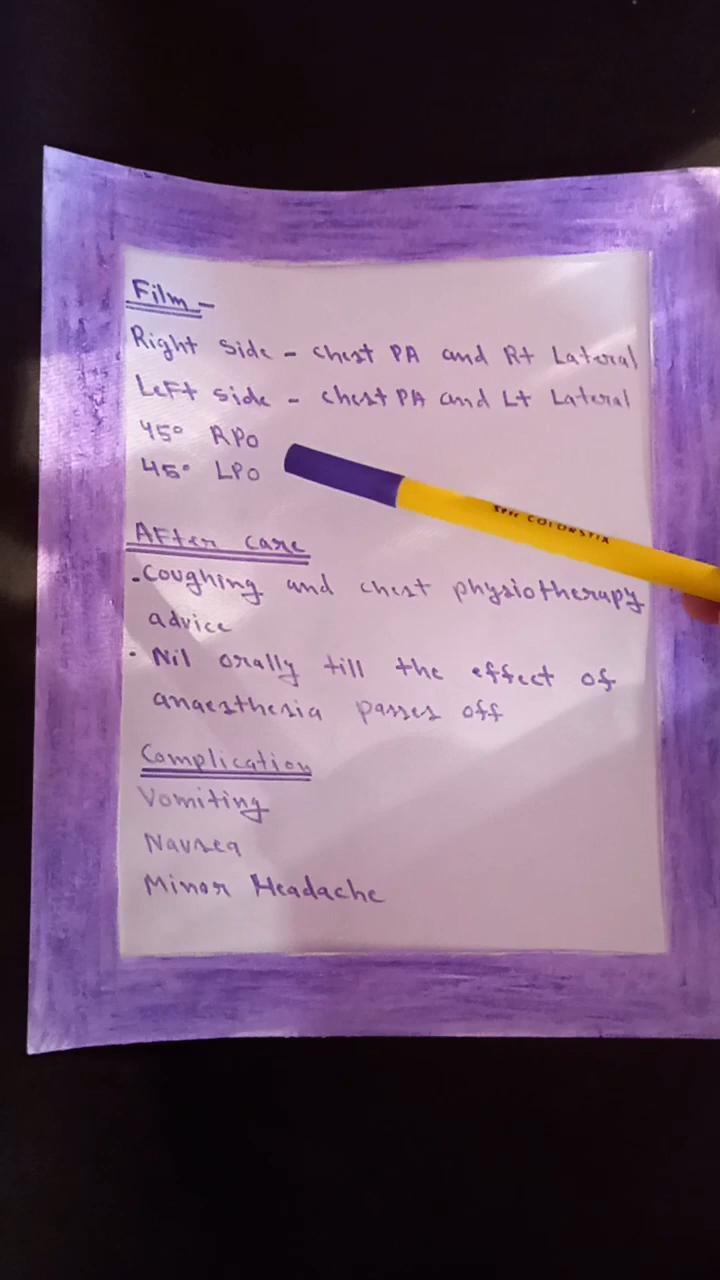 Film -
Right side - chest PA and Rt Lateral
Left side - chest PA and Lt Lateral
45° RPO
45° LPO
After care
• Coughing and chest physiotherapy
advice
• Nil orally till the effect of
anaesthesia passes off
Complication
Vomiting
Nausea
Minor Headache
COLORSTIX